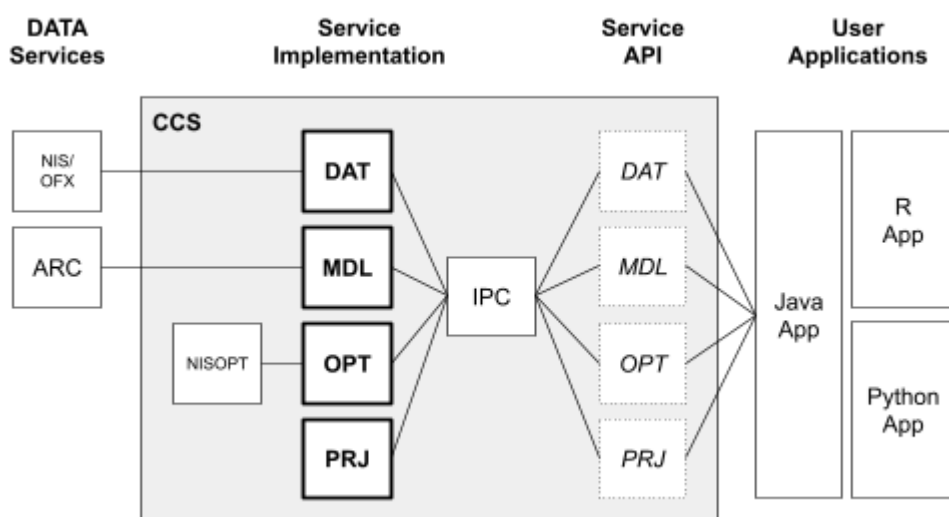 DATA
Services
Service
Implementation
Service
API
User
Applications
CCS
NIS/
OFX
DAT
DAT
ARC
MDL
MDL
IPC
NISOPT
OPT
OPT
PRJ
PRJ
Java
App
R
App
Python
App